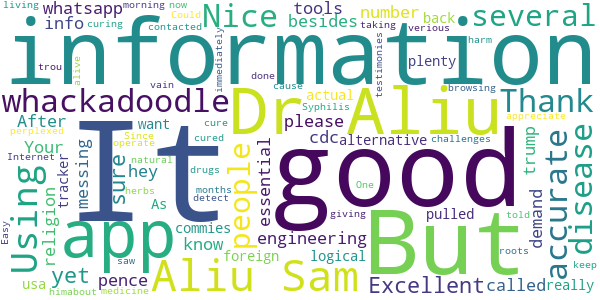 living curing morning now
whatsapp Could number back taking verious
info contacted Nice tools several
besides
information
immediately testimonies cause harm
trou alive plenty
whackadoodle Dr Aliu Thank
vain done actual browsing
After want please cdc Syphilis appreciate
Your hey cure alternative challenges
perplexed Since cured
operate sure It good
Using tracker messing people essential trump accurate disease
religion natural drugs One
Internet herbs months pulled told
detect giving demand roots
app As commies engineering But
yet know logical
Easy usa pence foreign called really
saw Aliu Sam Excellent keep
himabout medicine